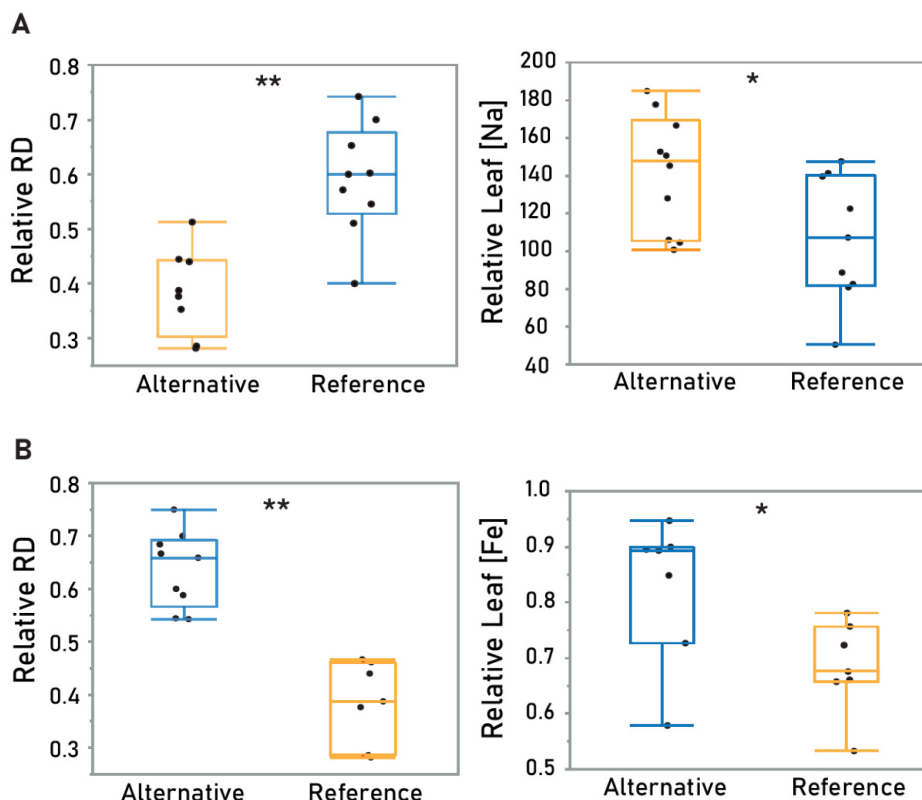 A
Relative RD
0.8
0.7
0.6
0.5
0.4
0.3
**
Alternative
Reference
Relative Leaf [Na]
200
180
160
140
120
100
80
60
40
*
Alternative
Reference
B
Relative RD
0.8
0.7
0.6
0.5
0.4
0.3
**
Alternative
Reference
Relative Leaf [Fe]
1.0
0.9
0.8
0.7
0.6
0.5
*
Alternative
Reference